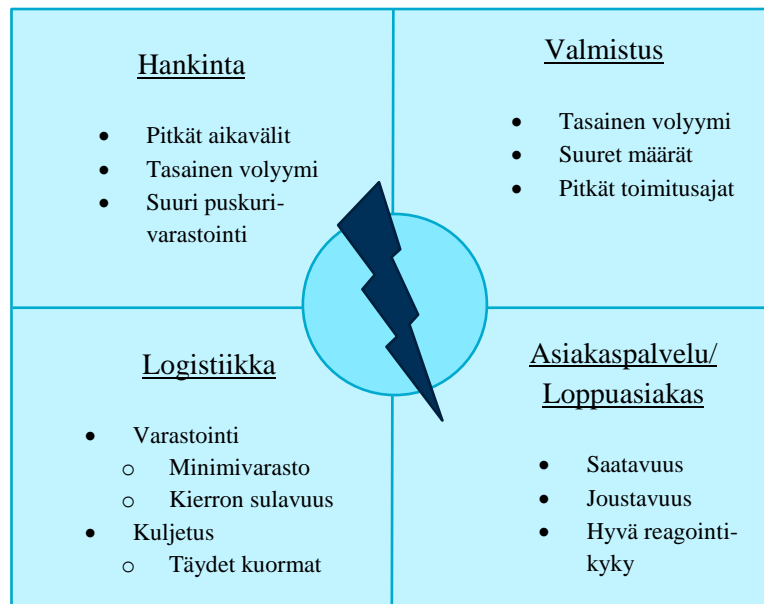 Hankinta
• Pitkät aikavälit
• Tasainen volyymi
• Suuri puskuri-
varastointi
Valmistus
• Tasainen volyymi
• Suuret määrät
• Pitkät toimitusajat
Logistiikka
• Varastointi
o Minimivarasto
o Kierron sulavuus
• Kuljetus
o Täydet kuormat
Asiakaspalvelu/
Loppuasiakas
• Saatavuus
• Joustavuus
• Hyvä reagointi-
kyky